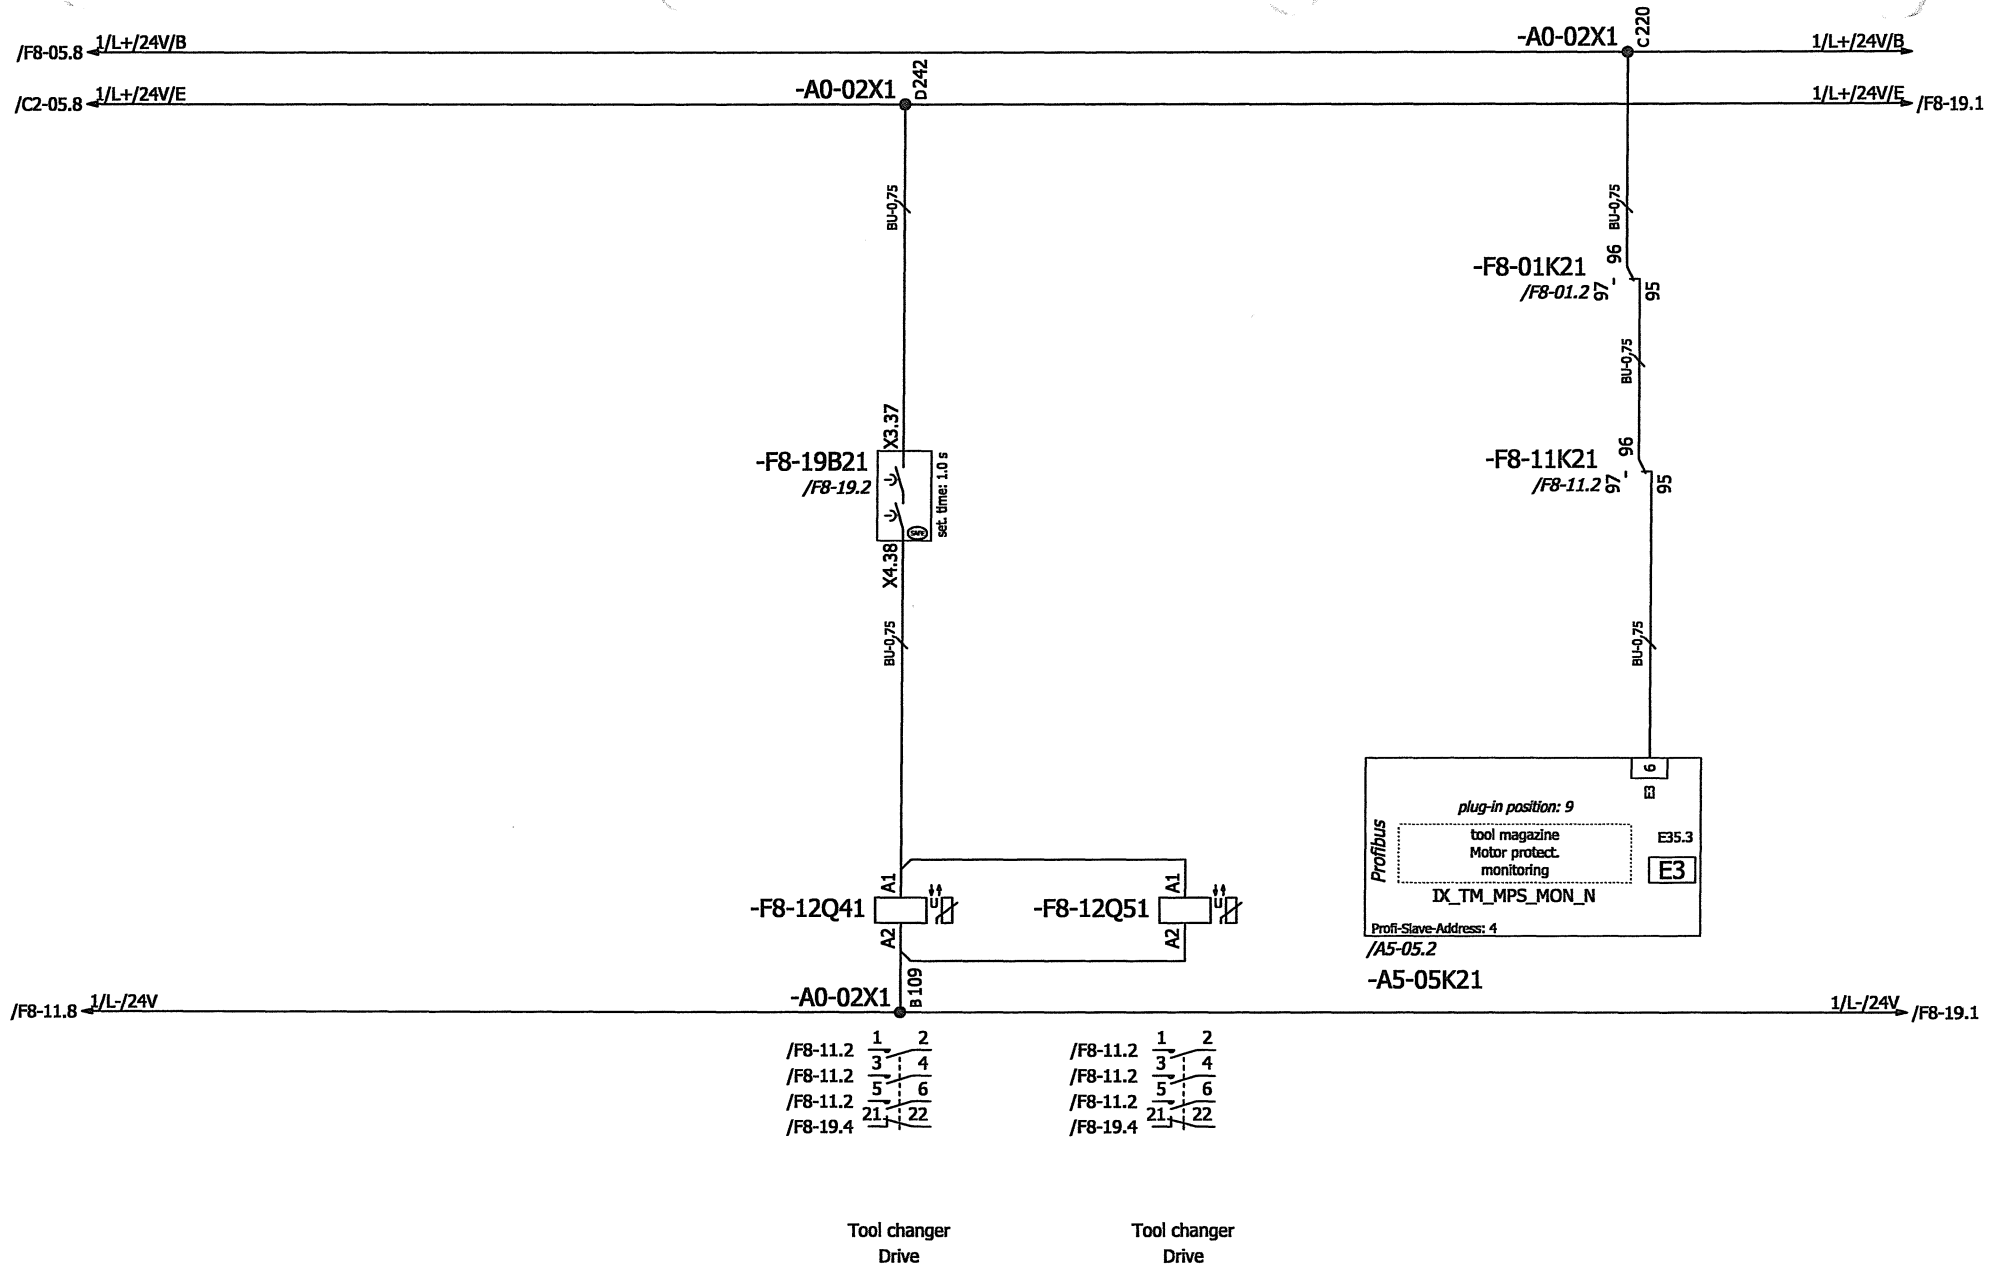 /F8-05.8 1/L+/24V/B -A0-02X1 C220 1/L+/24V/B
/C2-05.8 1/L+/24V/E -A0-02X1 D242 1/L+/24V/E /F8-19.1
BU-0,75 BU-0,75
-F8-01K21 96
/F8-01.2 97 95
BU-0,75
X3.37
-F8-19B21
/F8-19.2
set. time: 1.0 s
SAFE
X4.38
-F8-11K21 96
/F8-11.2 97 95
BU-0,75 BU-0,75
6
E3
plug-in position: 9
Profibus
tool magazine
Motor protect.
monitoring
E35.3
E3
IX_TM_MPS_MON_N
Profi-Slave-Address: 4
/A5-05.2
-A5-05K21
A1 A1
-F8-12Q41 U -F8-12Q51 U
A2 A2
/F8-11.8 1/L-/24V -A0-02X1 B109 1/L-/24V /F8-19.1
/F8-11.2 1 2 /F8-11.2 1 2
/F8-11.2 3 4 /F8-11.2 3 4
/F8-11.2 5 6 /F8-11.2 5 6
/F8-19.4 21 22 /F8-19.4 21 22
Tool changer Tool changer
Drive Drive